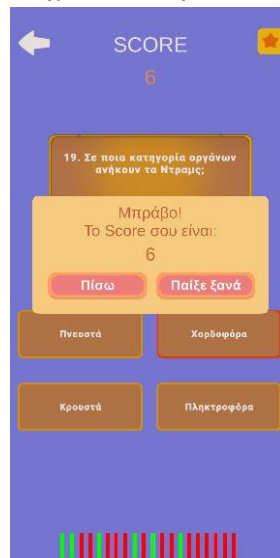 SCORE
6
19. Σε ποια κατηγορία οργάνων
ανήκουν τα Ντραμς;
Μπράβο!
Το Score σου είναι:
6
Πίσω
Παίξε ξανά
Πνευστά
Χορδοφόρα
Κρουστά
Πληκτροφόρα